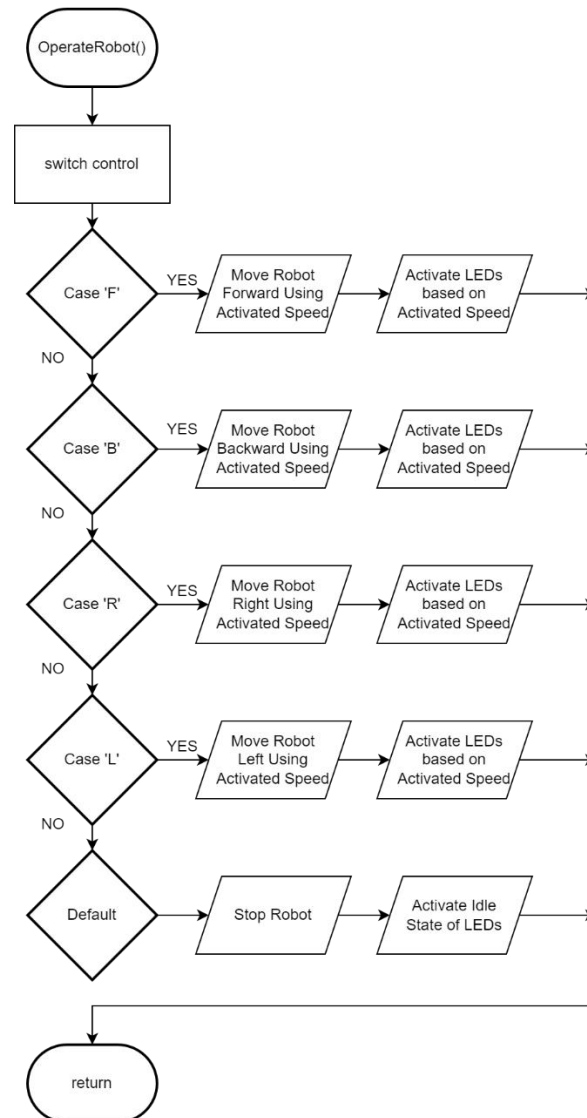 OperateRobot()
switch control
Case 'F'
YES
Move Robot
Forward Using
Activated Speed
Activate LEDs
based on
Activated Speed
NO
Case 'B'
YES
Move Robot
Backward Using
Activated Speed
Activate LEDs
based on
Activated Speed
NO
Case 'R'
YES
Move Robot
Right Using
Activated Speed
Activate LEDs
based on
Activated Speed
NO
Case 'L'
YES
Move Robot
Left Using
Activated Speed
Activate LEDs
based on
Activated Speed
NO
Default
Stop Robot
Activate Idle
State of LEDs
return